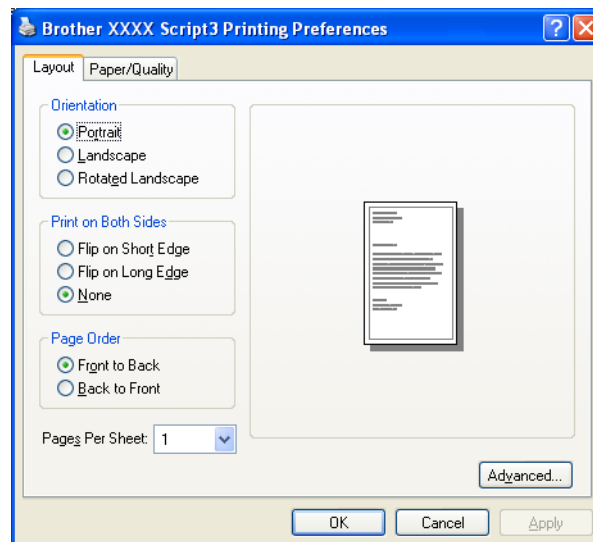 Brother XXXX Script3 Printing Preferences
Layout
Paper/Quality
Orientation
Portrait
Landscape
Rotated Landscape
Print on Both Sides
Flip on Short Edge
Flip on Long Edge
None
Page Order
Front to Back
Back to Front
Pages Per Sheet: 1
Advanced...
OK
Cancel
Apply